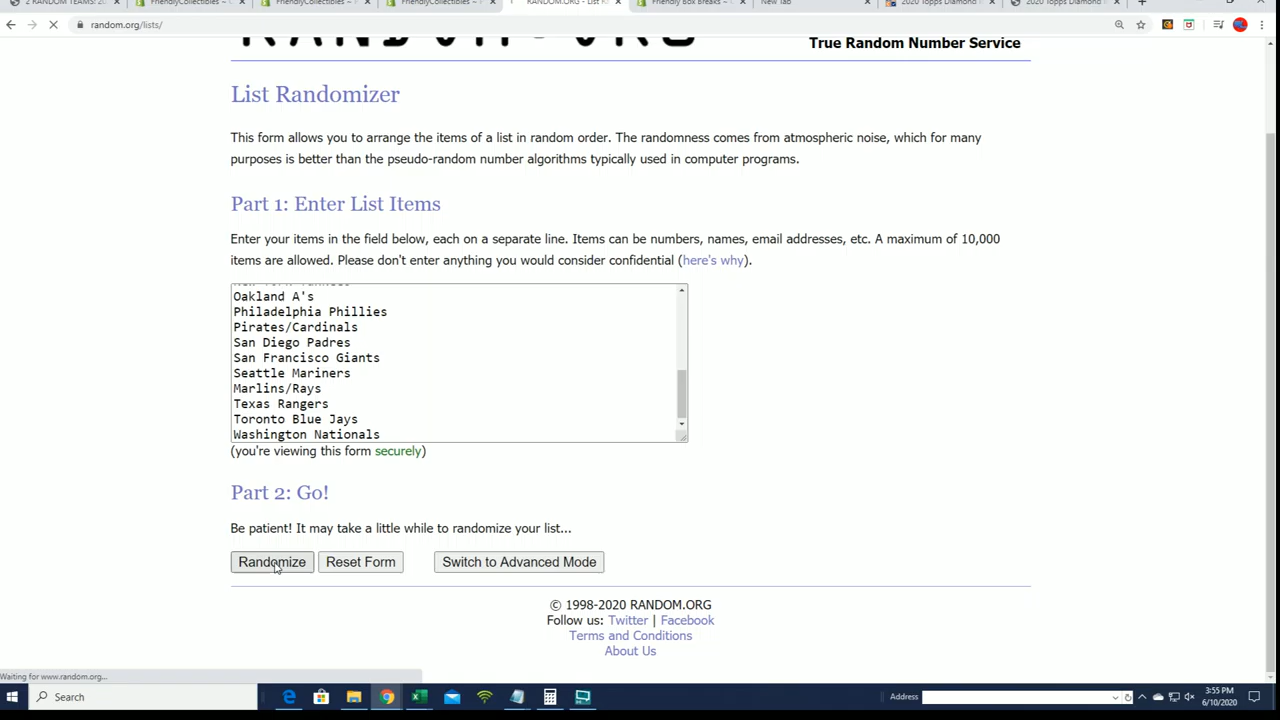 2 RANDOM TEAMS: 20
FriendlyCollectibles -
FriendlyCollectibles -
FriendlyCollectibles -
RANDOM.ORG - List R
Friendly Box Breaks -
New Tab
2020 Topps Diamond
2020 Topps Diamond
random.org/lists/
RANDOM.ORG
True Random Number Service
List Randomizer
This form allows you to arrange the items of a list in random order. The randomness comes from atmospheric noise, which for many
purposes is better than the pseudo-random number algorithms typically used in computer programs.
Part 1: Enter List Items
Enter your items in the field below, each on a separate line. Items can be numbers, names, email addresses, etc. A maximum of 10,000
items are allowed. Please don't enter anything you would consider confidential (here's why).
Oakland A's
Philadelphia Phillies
Pirates/Cardinals
San Diego Padres
San Francisco Giants
Seattle Mariners
Marlins/Rays
Texas Rangers
Toronto Blue Jays
Washington Nationals
(you're viewing this form securely)
Part 2: Go!
Be patient! It may take a little while to randomize your list...
Randomize
Reset Form
Switch to Advanced Mode
© 1998-2020 RANDOM.ORG
Follow us: Twitter | Facebook
Terms and Conditions
About Us
Waiting for www.random.org...
Search
Address
3:55 PM
6/10/2020